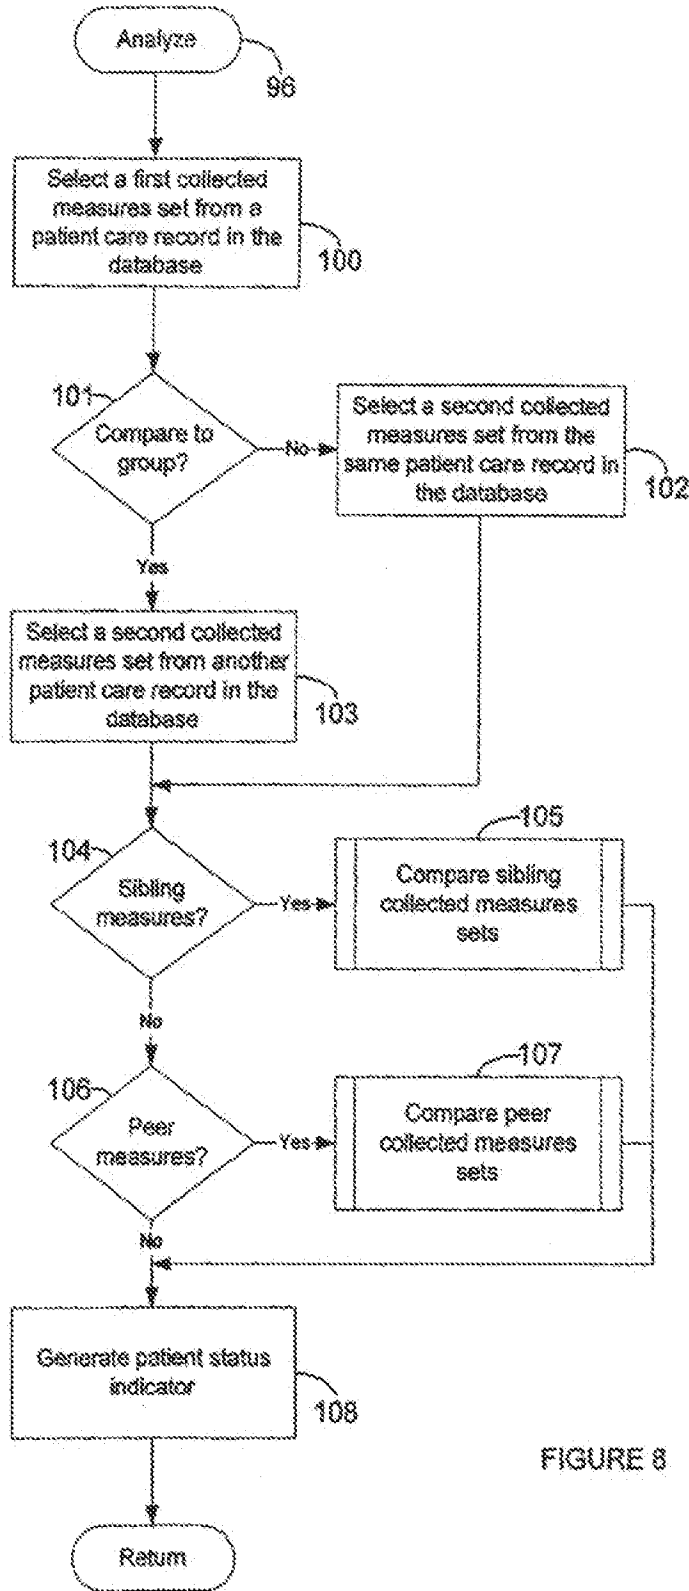 Analyze
96
Select a first collected
measures set from a
patient care record in the
database
100
101
Compare to
group?
No
Select a second collected
measures set from the
same patient care record in
the database
102
Yes
Select a second collected
measures set from another
patient care record in the
database
103
104
Sibling
measures?
Yes
105
Compare sibling
collected measures
sets
No
106
Peer
measures?
Yes
107
Compare peer
collected measures
sets
No
Generate patient status
indicator
108
FIGURE 8
Return